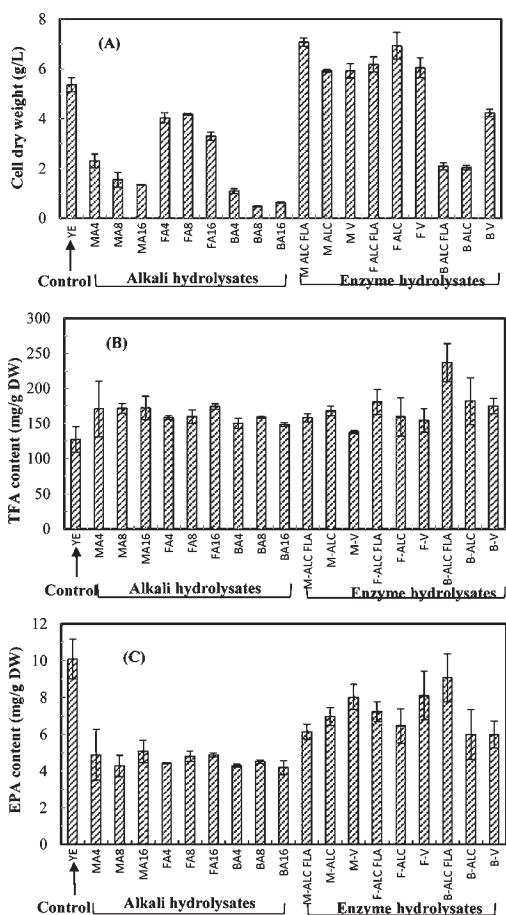 (A)
Cell dry weight (g/L)
8
6
4
2
0
YE
MA4
MA8
MA16
FA4
FA8
FA16
BA4
BA8
BA16
M ALC FLA
M ALC
M V
F ALC FLA
F ALC
F V
B ALC FLA
B ALC
B V
Control
Alkali hydrolysates
Enzyme hydrolysates
(B)
TFA content (mg/g DW)
300
250
200
150
100
50
0
YE
MA4
MA8
MA16
FA4
FA8
FA16
BA4
BA8
BA16
M-ALC FLA
M-ALC
M-V
F-ALC FLA
F-ALC
F-V
B-ALC FLA
B-ALC
B-V
Control
Alkali hydrolysates
Enzyme hydrolysates
(C)
EPA content (mg/g DW)
12
10
8
6
4
2
0
YE
MA4
MA8
MA16
FA4
FA8
FA16
BA4
BA8
BA16
M-ALC FLA
M-ALC
M-V
F-ALC FLA
F-ALC
F-V
B-ALC FLA
B-ALC
B-V
Control
Alkali hydrolysates
Enzyme hydrolysates